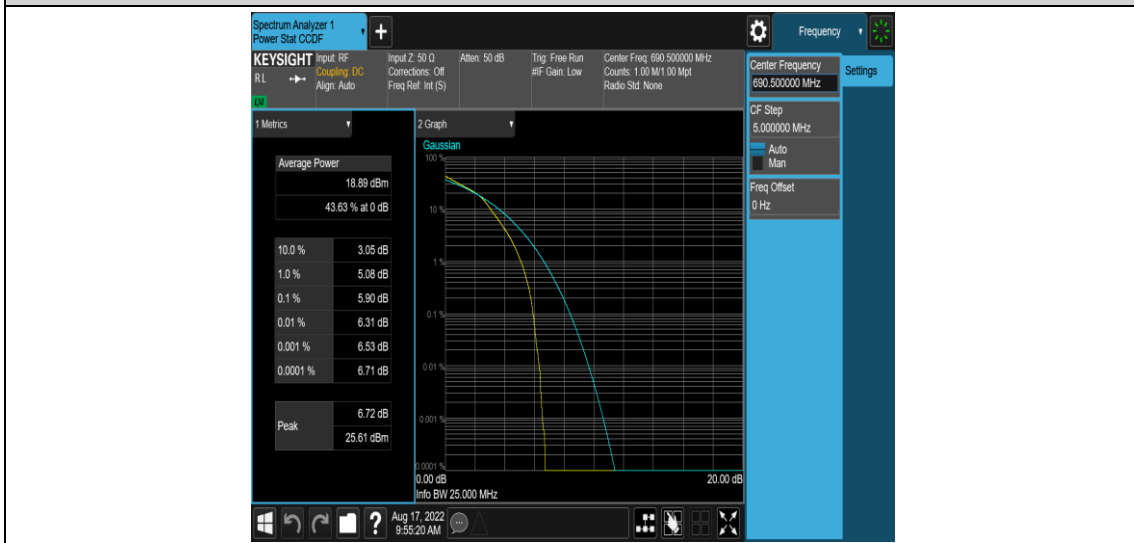 Spectrum Analyzer 1
Power Stat CCDF
Frequency
KEYSIGHT
RL
Input: RF
Coupling: DC
Align: Auto
Input Z: 50 Ω
Corrections: Off
Freq Ref: Int (S)
Atten: 50 dB
Trig: Free Run
#IF Gain: Low
Center Freq: 690.500000 MHz
Counts: 1.00 M/1.00 Mpt
Radio Std: None
Center Frequency
690.500000 MHz
Settings
CF Step
5.000000 MHz
Auto
Man
Freq Offset
0 Hz
1 Metrics
Average Power
18.89 dBm
43.63 % at 0 dB
10.0 % 3.05 dB
1.0 % 5.08 dB
0.1 % 5.90 dB
0.01 % 6.31 dB
0.001 % 6.53 dB
0.0001 % 6.71 dB
Peak
6.72 dB
25.61 dBm
2 Graph
Gaussian
100 %
10 %
1 %
0.1 %
0.01 %
0.001 %
0.0001 %
0.00 dB 20.00 dB
Info BW 25.000 MHz
Aug 17, 2022
9:55:20 AM